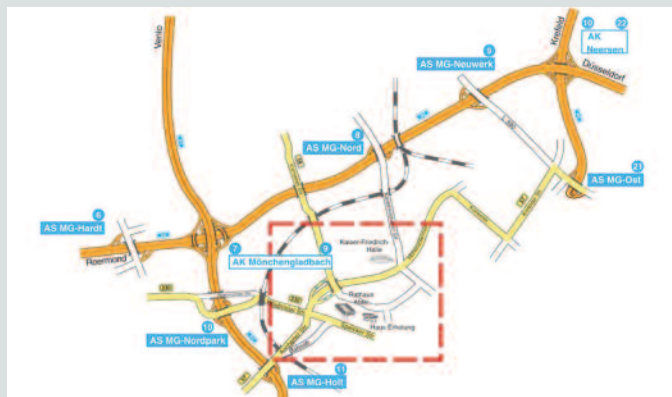 Venlo
Krefeld
10 22
AK
Neersen
Düsseldorf
9
AS MG-Neuwerk
8
AS MG-Nord
21
AS MG-Ost
6
AS MG-Hardt
Roermond
7 9
AK Mönchengladbach
Kaiser-Friedrich-
Halle
230
Rathaus
Abtei
Haus Erholung
10
AS MG-Nordpark
11
AS MG-Holt